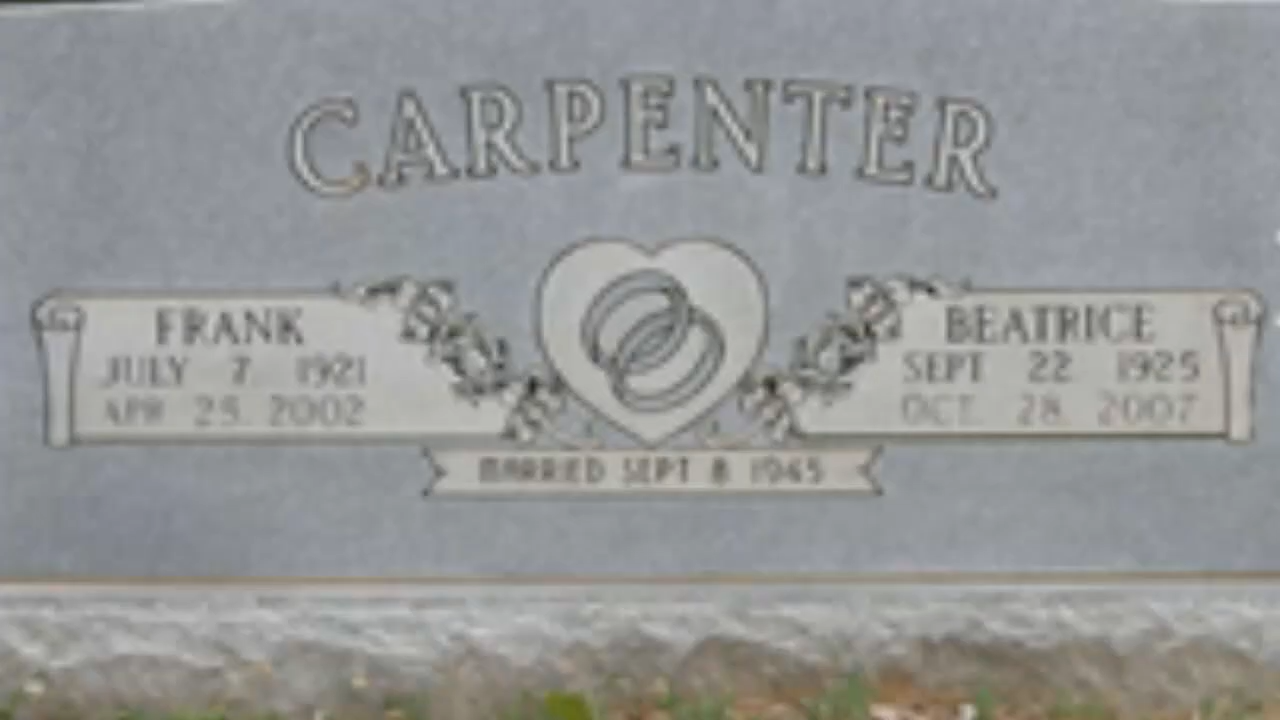 CARPENTER
FRANK
JULY 7 1921
APR 25. 2002
BEATRICE
SEPT 22 1925
OCT. 28. 2007
MARRIED SEPT 8 1945